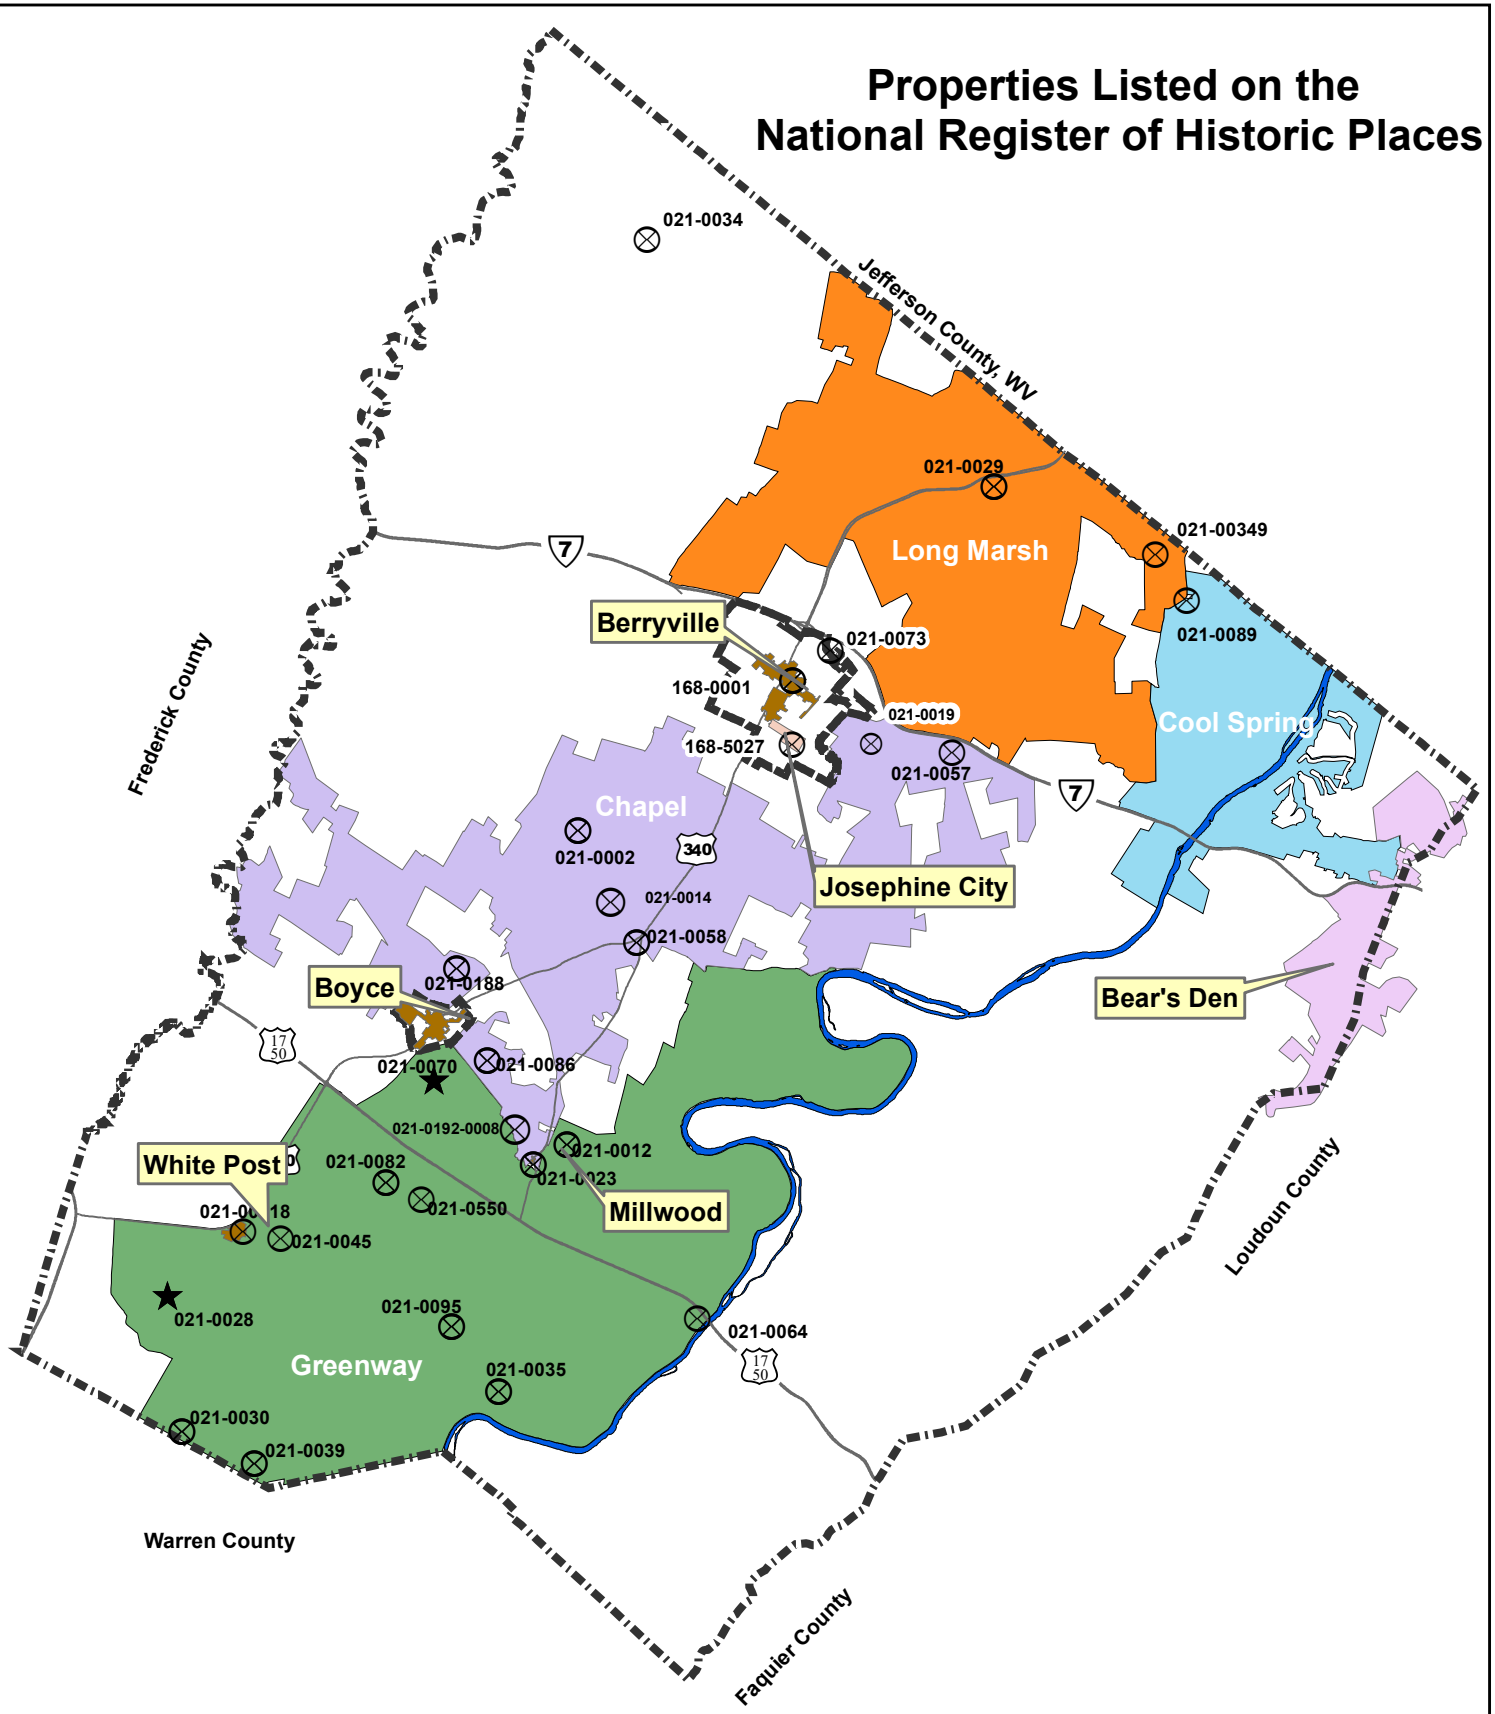 Properties Listed on the
National Register of Historic Places
021-0034
Jefferson County, WV
021-0029
021-00349
7
Long Marsh
Berryville
021-0073
021-0089
168-0001
Frederick County
021-0019
Cool Spring
168-5027
021-0057
7
Chapel
340
021-0002
Josephine City
021-0014
021-0058
021-0188
Boyce
Bear's Den
17
50
021-0070
021-0086
021-0192-0008
021-0012
White Post
0
021-0082
021-0023
021-0550
Millwood
021-00 18
021-0045
Loudoun County
021-0028
021-0095
021-0064
17
50
Greenway
021-0035
021-0030
021-0039
Warren County
Faquier County